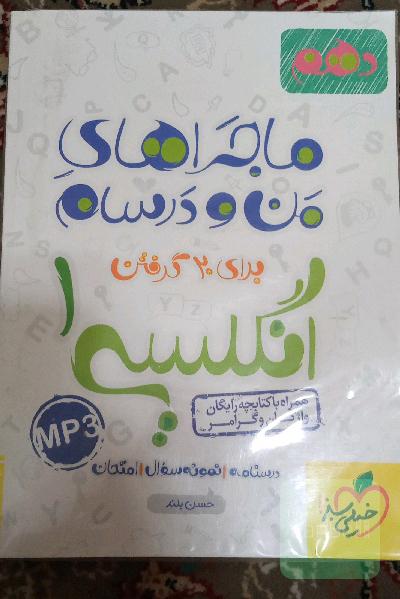 دهم
ماجراهای
من و درسام
برای ۲۰ گرفتن
انگلیسی ۱
همراه با کتابچه رایگان
واژگان و گرامر
MP3
درسنامه | نمونه سؤال | امتحان
حسن بلند
خیلی سبز